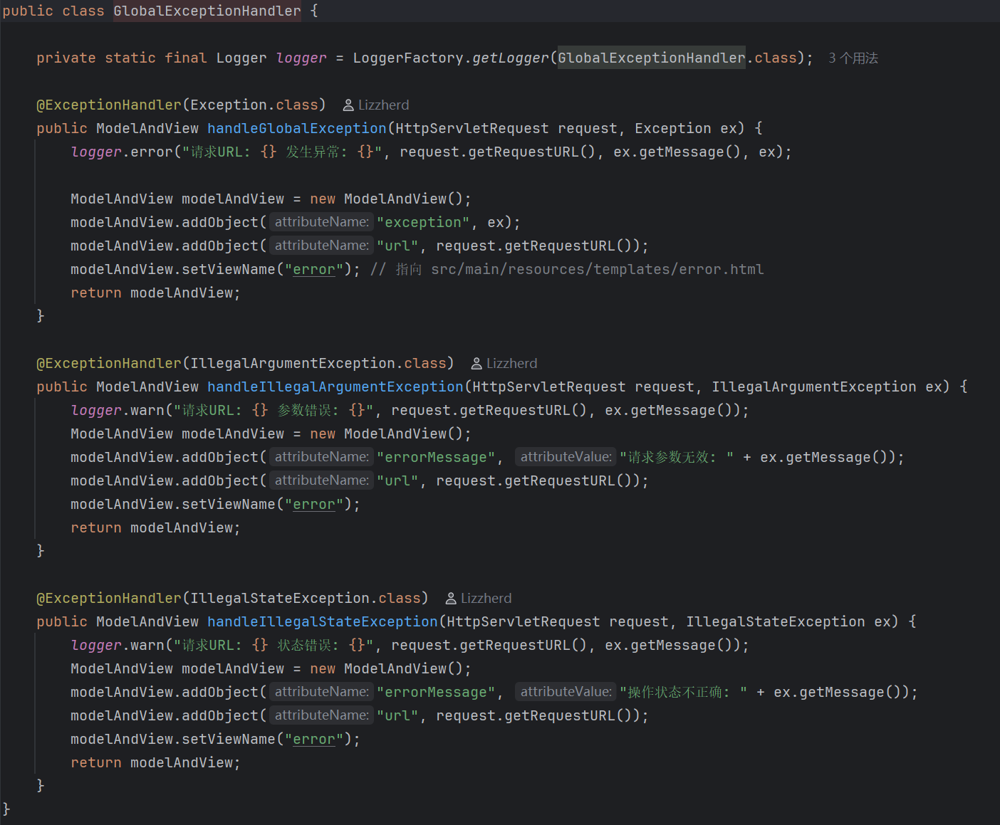 public class GlobalExceptionHandler {
private static final Logger logger = LoggerFactory.getLogger(GlobalExceptionHandler.class); 3 个用法
@ExceptionHandler(Exception.class) Lizzherd
public ModelAndView handleGlobalException(HttpServletRequest request, Exception ex) {
logger.error("请求URL: {} 发生异常: {}", request.getRequestURL(), ex.getMessage(), ex);
ModelAndView modelAndView = new ModelAndView();
modelAndView.addObject( attributeName: "exception", ex);
modelAndView.addObject( attributeName: "url", request.getRequestURL());
modelAndView.setViewName("error"); // 指向 src/main/resources/templates/error.html
return modelAndView;
}
@ExceptionHandler(IllegalArgumentException.class) Lizzherd
public ModelAndView handleIllegalArgumentException(HttpServletRequest request, IllegalArgumentException ex) {
logger.warn("请求URL: {} 参数错误: {}", request.getRequestURL(), ex.getMessage());
ModelAndView modelAndView = new ModelAndView();
modelAndView.addObject( attributeName: "errorMessage", attributeValue: "请求参数无效: " + ex.getMessage());
modelAndView.addObject( attributeName: "url", request.getRequestURL());
modelAndView.setViewName("error");
return modelAndView;
}
@ExceptionHandler(IllegalStateException.class) Lizzherd
public ModelAndView handleIllegalStateException(HttpServletRequest request, IllegalStateException ex) {
logger.warn("请求URL: {} 状态错误: {}", request.getRequestURL(), ex.getMessage());
ModelAndView modelAndView = new ModelAndView();
modelAndView.addObject( attributeName: "errorMessage", attributeValue: "操作状态不正确: " + ex.getMessage());
modelAndView.addObject( attributeName: "url", request.getRequestURL());
modelAndView.setViewName("error");
return modelAndView;
}
}